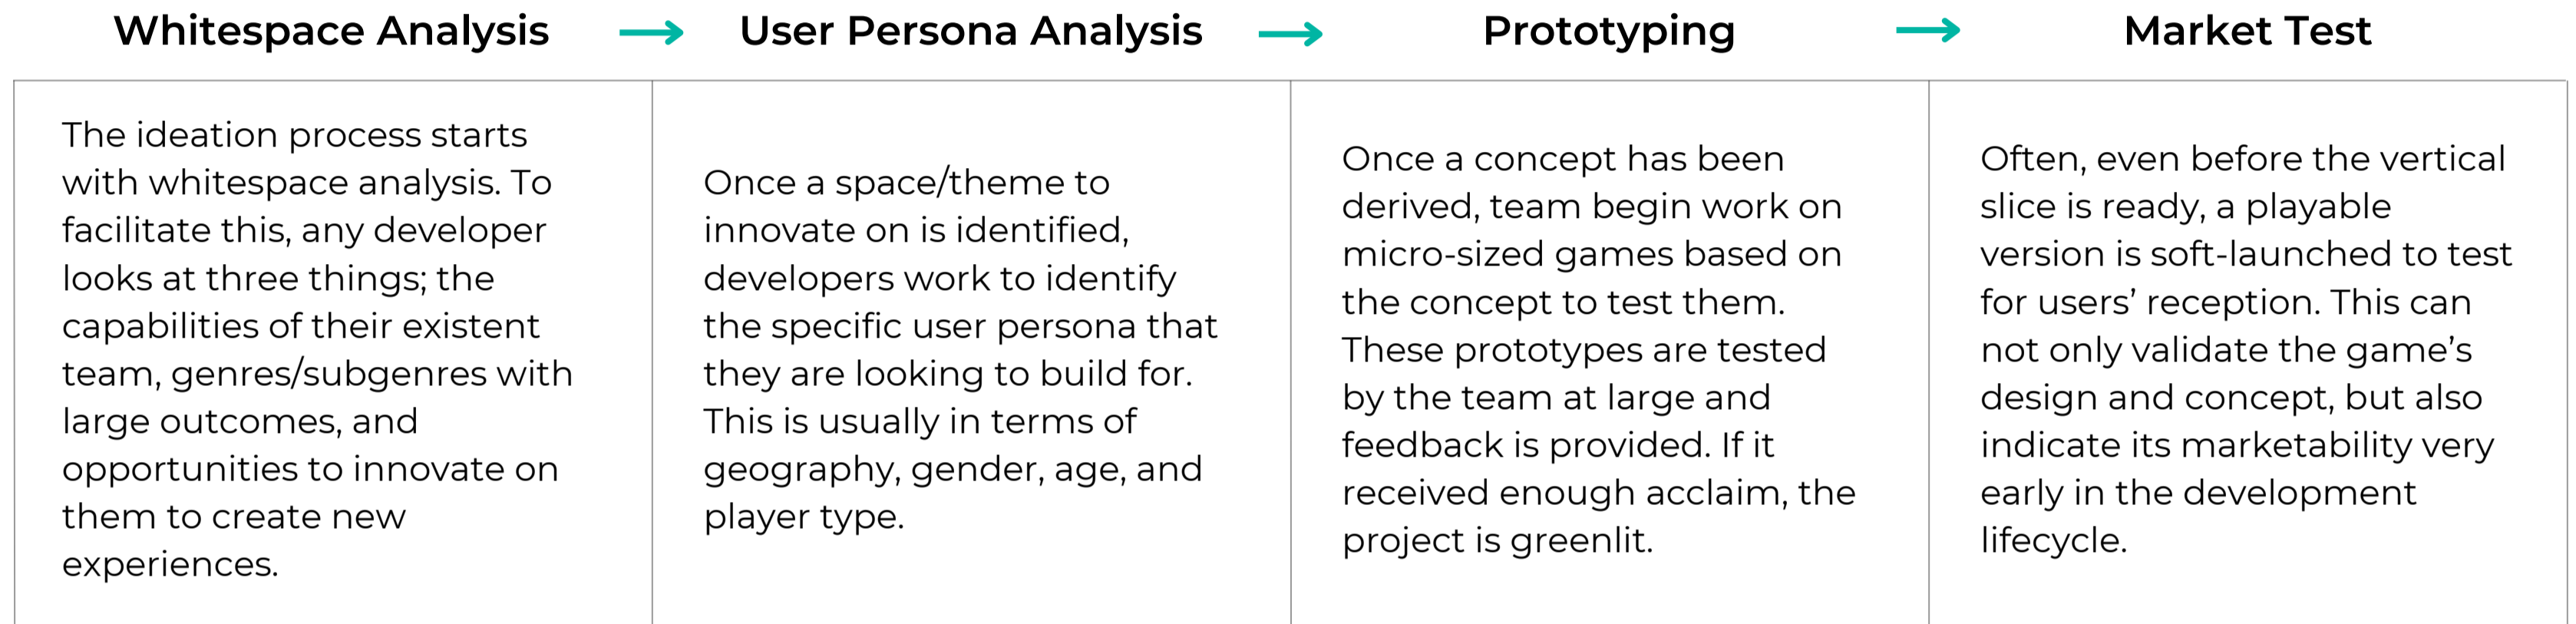 Whitespace Analysis → User Persona Analysis → Prototyping → Market Test
The ideation process starts
with whitespace analysis. To
facilitate this, any developer
looks at three things; the
capabilities of their existent
team, genres/subgenres with
large outcomes, and
opportunities to innovate on
them to create new
experiences.
Once a space/theme to
innovate on is identified,
developers work to identify
the specific user persona that
they are looking to build for.
This is usually in terms of
geography, gender, age, and
player type.
Once a concept has been
derived, team begin work on
micro-sized games based on
the concept to test them.
These prototypes are tested
by the team at large and
feedback is provided. If it
received enough acclaim, the
project is greenlit.
Often, even before the vertical
slice is ready, a playable
version is soft-launched to test
for users’ reception. This can
not only validate the game’s
design and concept, but also
indicate its marketability very
early in the development
lifecycle.